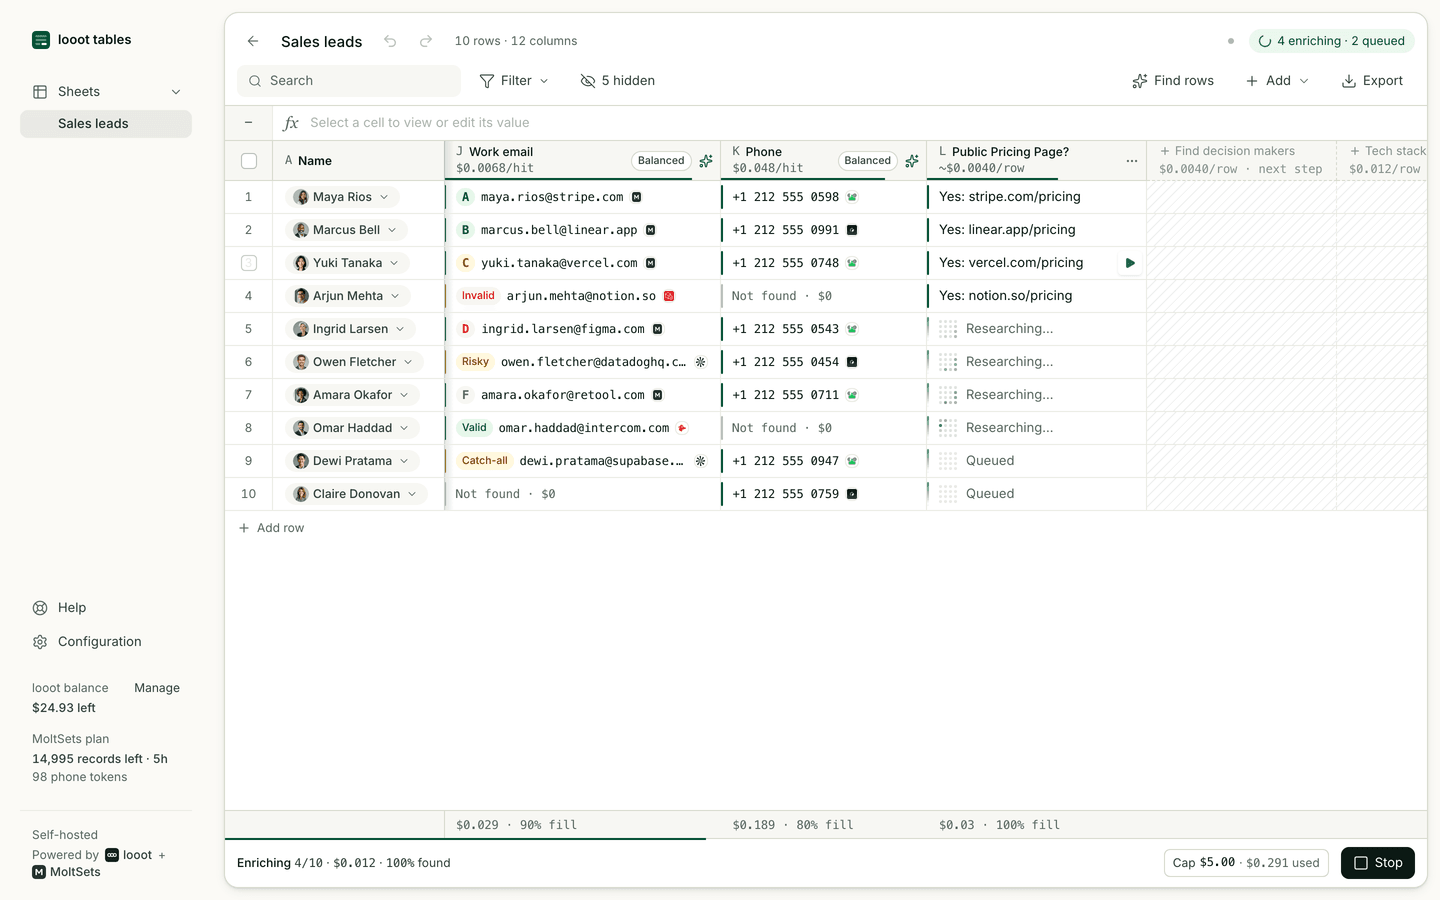 looot tables
Sheets
Sales leads
Help
Configuration
looot balance Manage
$24.93 left
MoltSets plan
14,995 records left · 5h
98 phone tokens
Self-hosted
Powered by looot +
M MoltSets
Sales leads 10 rows · 12 columns 4 enriching · 2 queued
Search Filter 5 hidden Find rows + Add Export
− fx Select a cell to view or edit its value
A Name
J Work email
$0.0068/hit
Balanced
K Phone
$0.048/hit
Balanced
L Public Pricing Page?
~$0.0040/row
...
+ Find decision makers
$0.0040/row · next step
+ Tech stack
$0.012/row
1 Maya Rios A maya.rios@stripe.com M +1 212 555 0598 Yes: stripe.com/pricing
2 Marcus Bell B marcus.bell@linear.app M +1 212 555 0991 Yes: linear.app/pricing
3 Yuki Tanaka C yuki.tanaka@vercel.com M +1 212 555 0748 Yes: vercel.com/pricing
4 Arjun Mehta Invalid arjun.mehta@notion.so Not found · $0 Yes: notion.so/pricing
5 Ingrid Larsen D ingrid.larsen@figma.com M +1 212 555 0543 Researching...
6 Owen Fletcher Risky owen.fletcher@datadoghq.c… +1 212 555 0454 Researching...
7 Amara Okafor F amara.okafor@retool.com M +1 212 555 0711 Researching...
8 Omar Haddad Valid omar.haddad@intercom.com Not found · $0 Researching...
9 Dewi Pratama Catch-all dewi.pratama@supabase.… +1 212 555 0947 Queued
10 Claire Donovan Not found · $0 +1 212 555 0759 Queued
+ Add row
$0.029 · 90% fill $0.189 · 80% fill $0.03 · 100% fill
Enriching 4/10 · $0.012 · 100% found Cap $5.00 · $0.291 used Stop